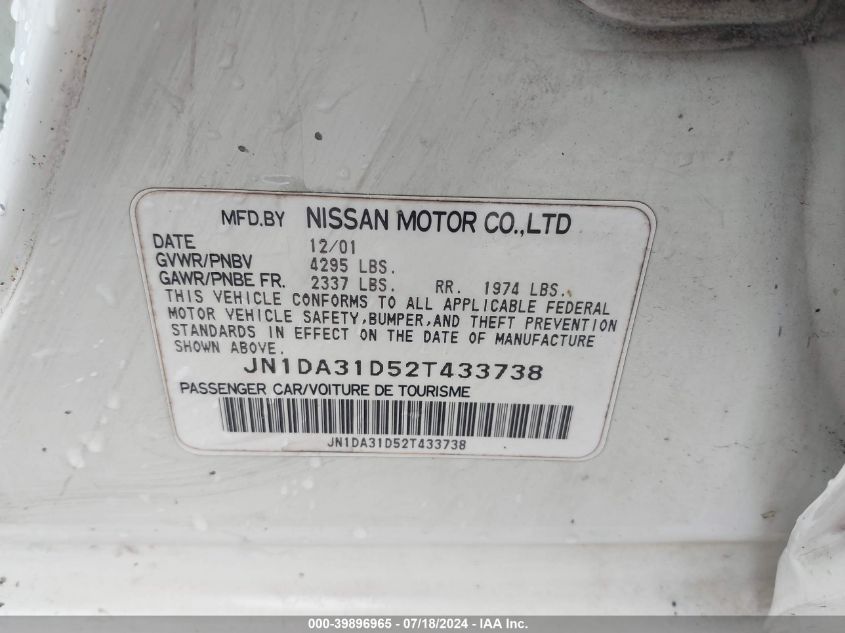 MFD.BY NISSAN MOTOR CO.,LTD
DATE 12/01
GVWR/PNBV 4295 LBS.
GAWR/PNBE FR. 2337 LBS. RR. 1974 LBS.
THIS VEHICLE CONFORMS TO ALL APPLICABLE FEDERAL
MOTOR VEHICLE SAFETY,BUMPER,AND THEFT PREVENTION
STANDARDS IN EFFECT ON THE DATE OF MANUFACTURE
SHOWN ABOVE.
JN1DA31D52T433738
PASSENGER CAR/VOITURE DE TOURISME
JN1DA31D52T433738
000-39896965 - 07/18/2024 - IAA Inc.